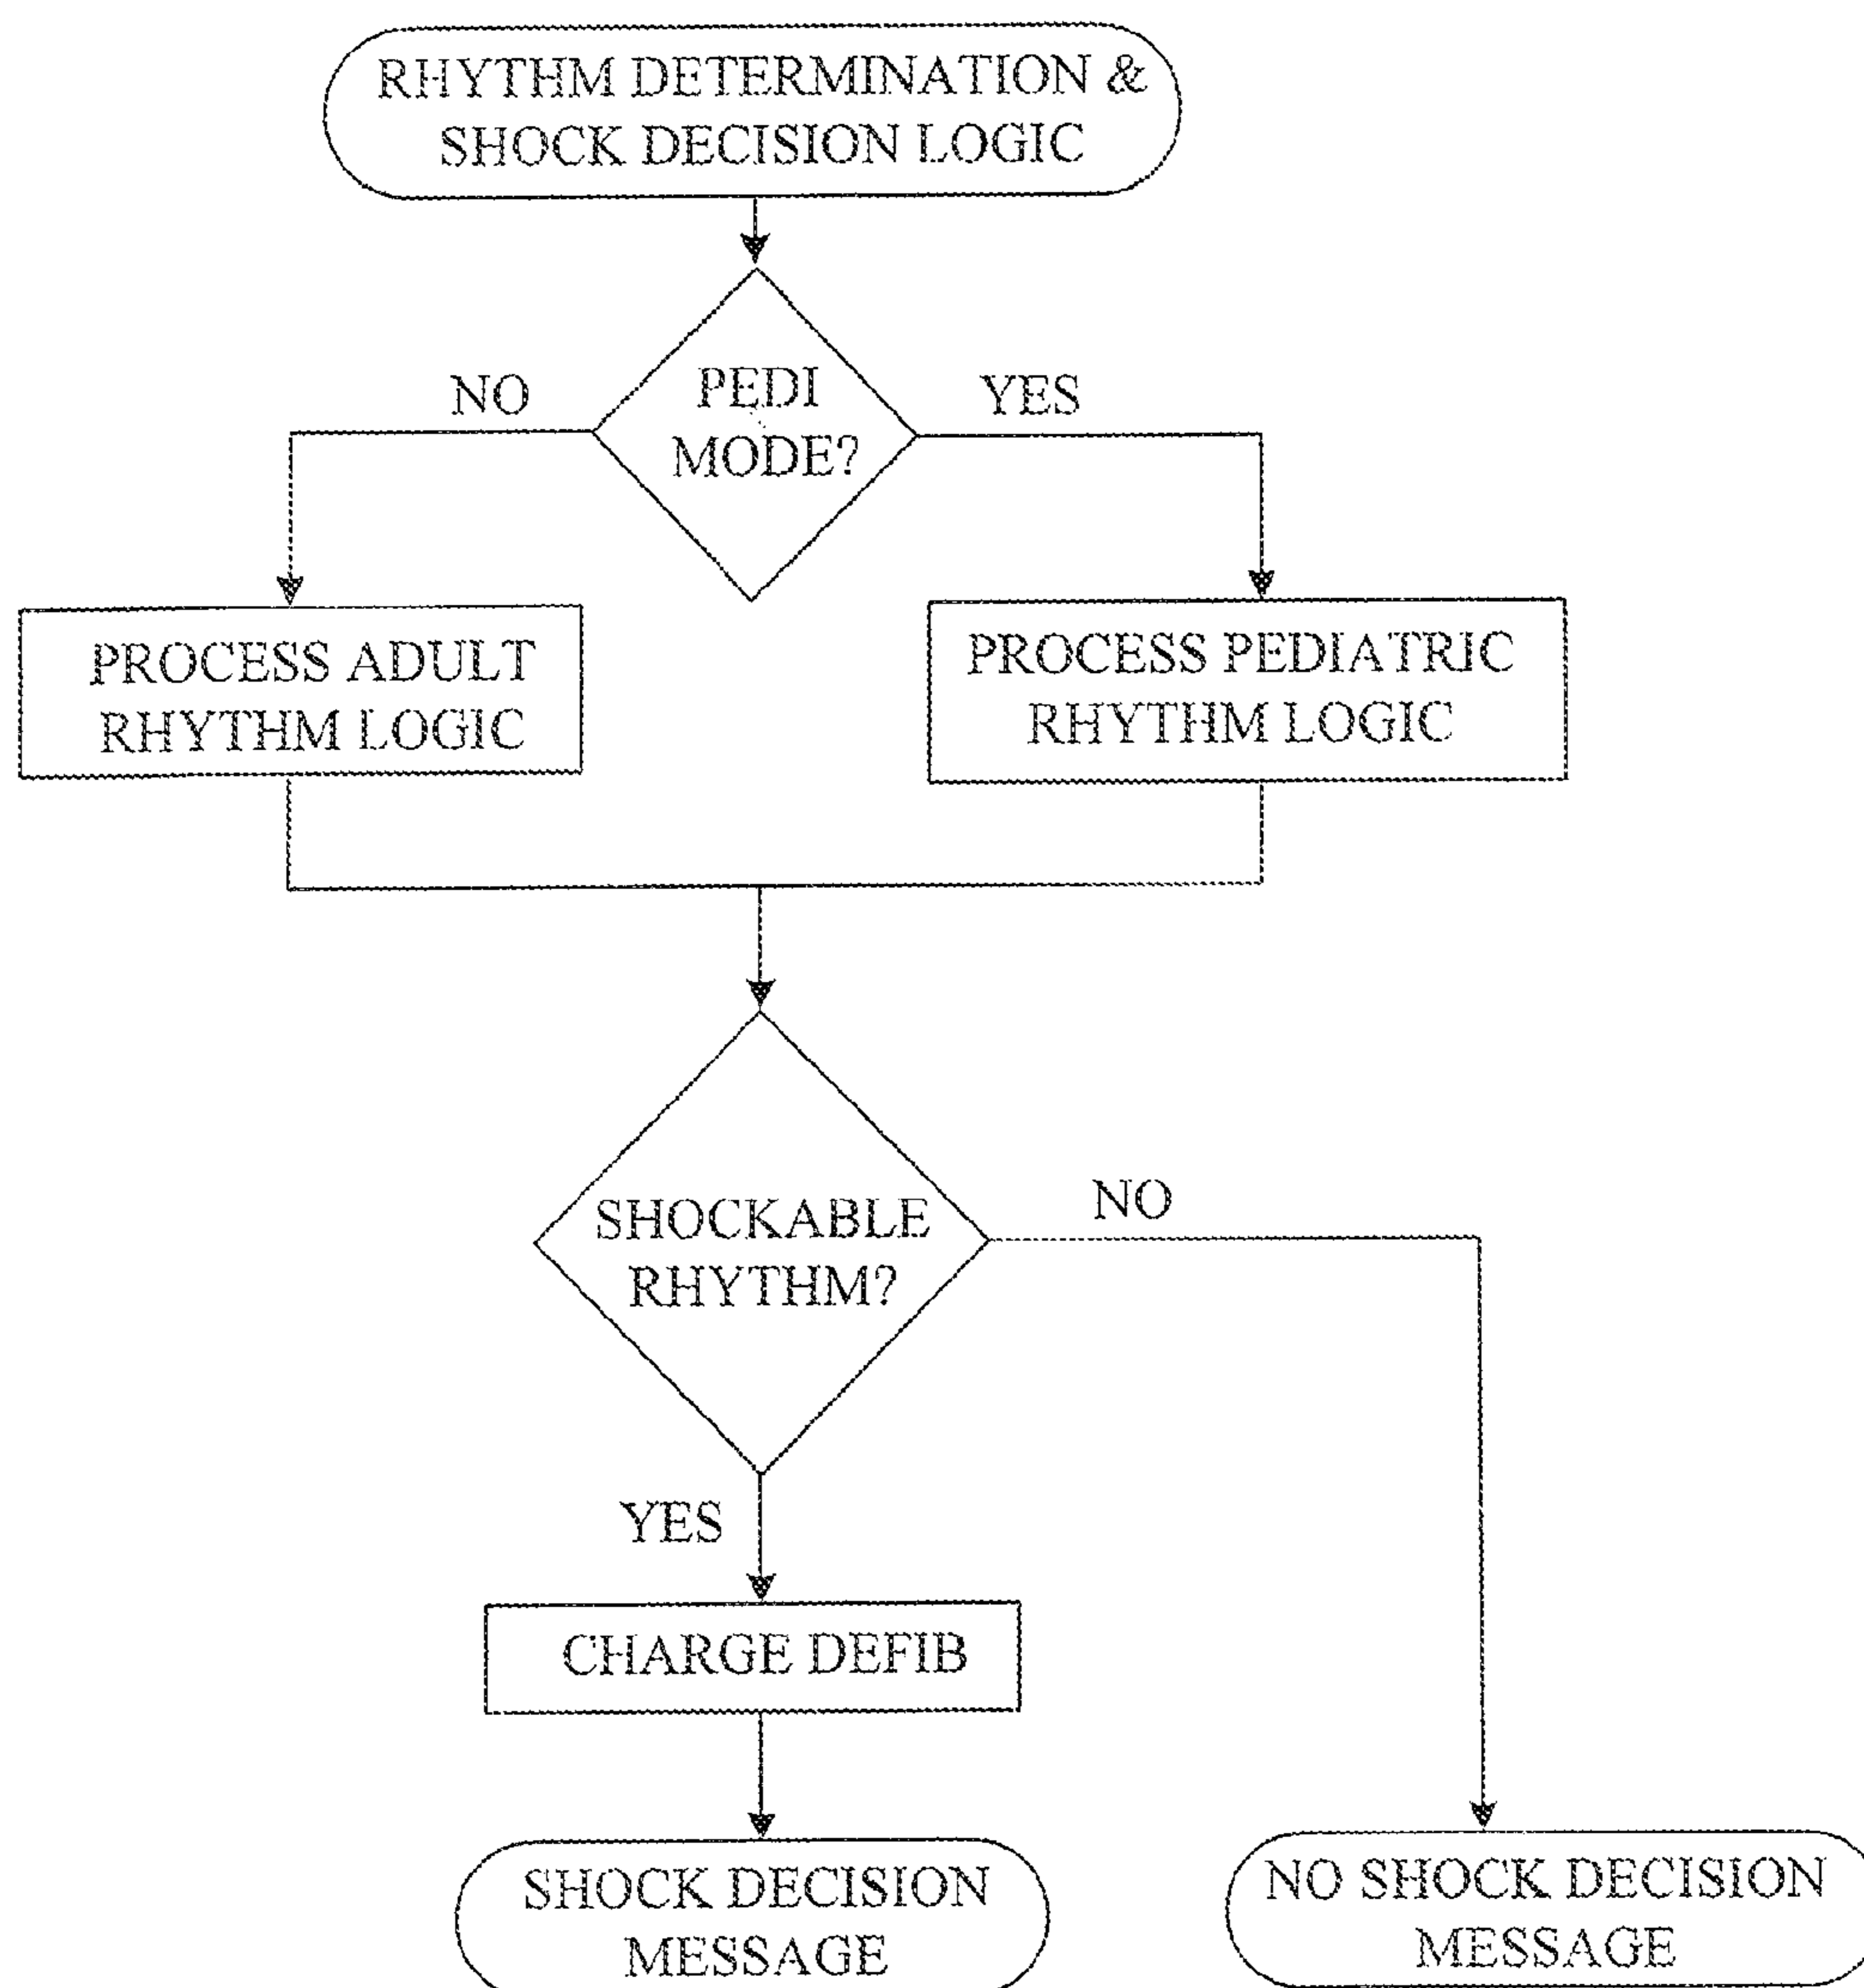 RHYTHM DETERMINATION &
SHOCK DECISION LOGIC
NO
PEDI
MODE?
YES
PROCESS ADULT
RHYTHM LOGIC
PROCESS PEDIATRIC
RHYTHM LOGIC
SHOCKABLE
RHYTHM?
NO
YES
CHARGE DEFIB
SHOCK DECISION
MESSAGE
NO SHOCK DECISION
MESSAGE